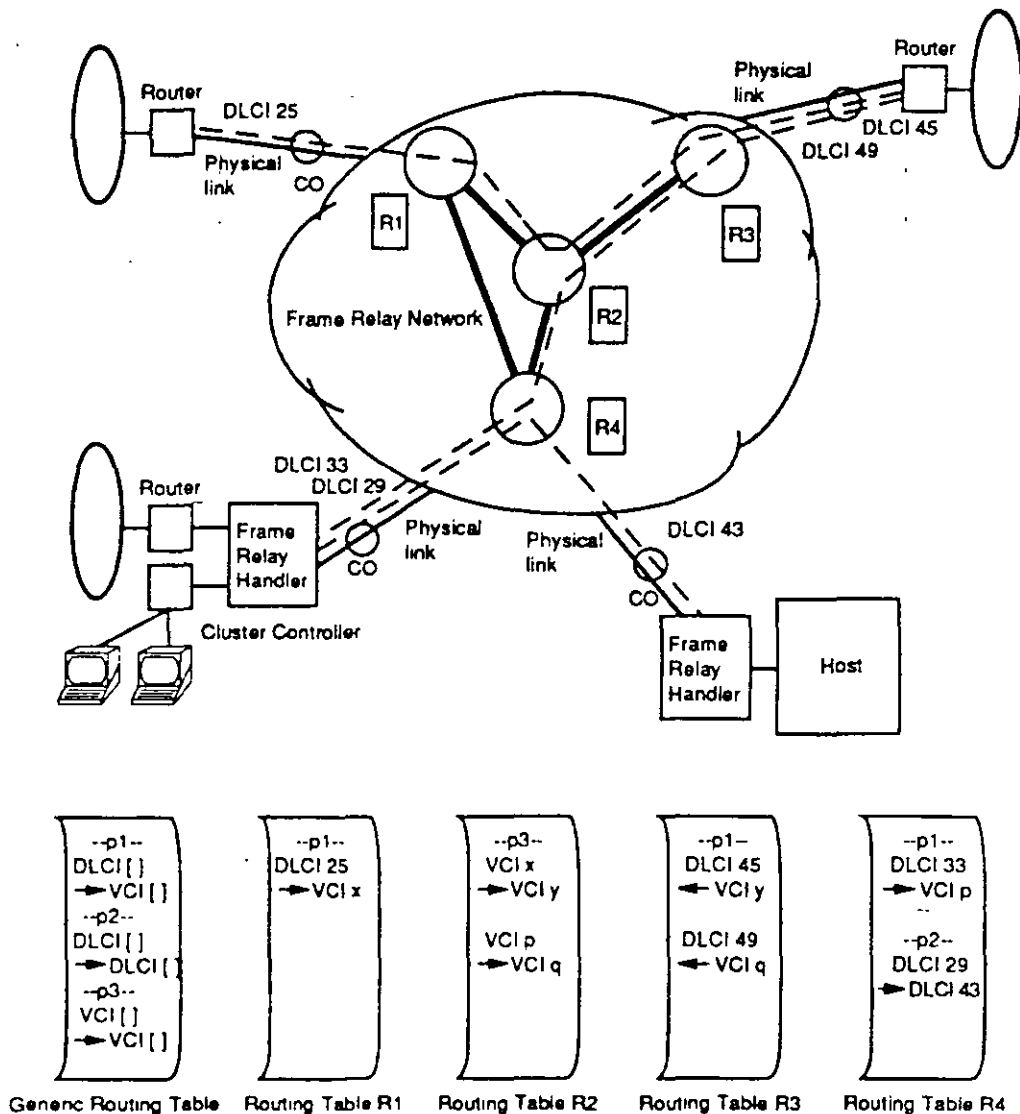 Router
DLCI 25
Physical
link
CO
R1
Physical
link
Router
DLCI 45
DLCI 49
R3
R2
Frame Relay Network
R4
DLCI 33
DLCI 29
Router
Frame
Relay
Handler
Physical
link
CO
Cluster Controller
Physical
link
DLCI 43
CO
Frame
Relay
Handler
Host
--p1--
DLCI [ ]
→ VCI [ ]
--p2--
DLCI [ ]
→ DLCI [ ]
--p3--
VCI [ ]
→ VCI [ ]
Generic Routing Table
--p1--
DLCI 25
→ VCI x
Routing Table R1
--p3--
VCI x
→ VCI y
VCI p
→ VCI q
Routing Table R2
--p1--
DLCI 45
← VCI y
DLCI 49
← VCI q
Routing Table R3
--p1--
DLCI 33
→ VCI p
--
--p2--
DLCI 29
→ DLCI 43
Routing Table R4